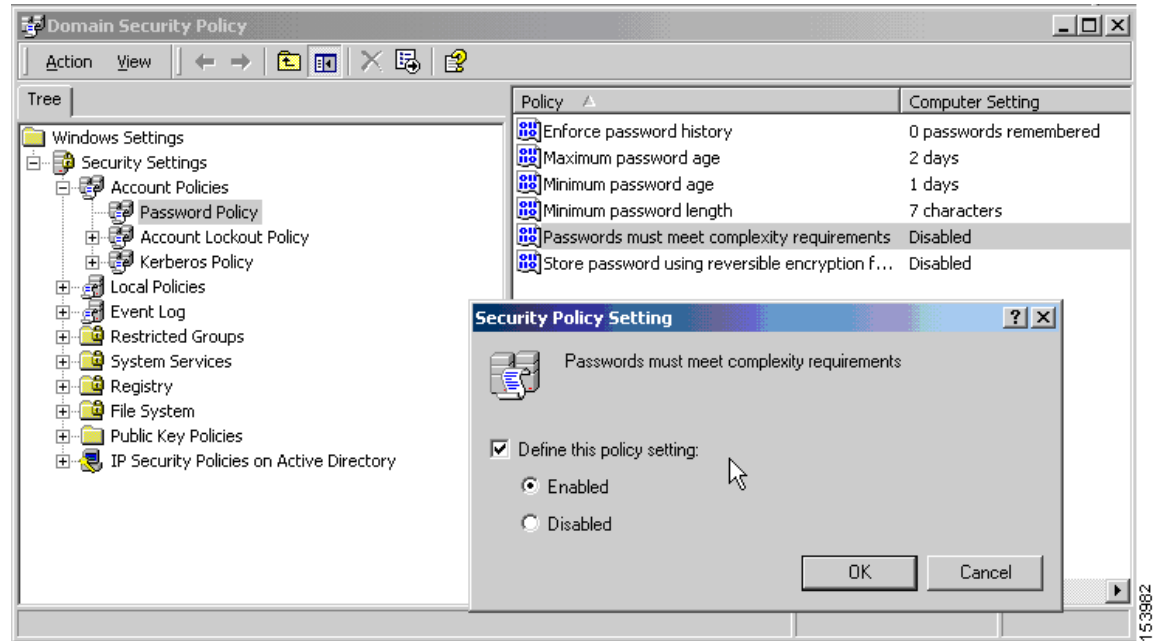 Domain Security Policy
Action View
Tree
Windows Settings
Security Settings
Account Policies
Password Policy
Account Lockout Policy
Kerberos Policy
Local Policies
Event Log
Restricted Groups
System Services
Registry
File System
Public Key Policies
IP Security Policies on Active Directory
Policy Computer Setting
Enforce password history 0 passwords remembered
Maximum password age 2 days
Minimum password age 1 days
Minimum password length 7 characters
Passwords must meet complexity requirements Disabled
Store password using reversible encryption f... Disabled
Security Policy Setting
Passwords must meet complexity requirements
Define this policy setting:
Enabled
Disabled
OK Cancel
153982